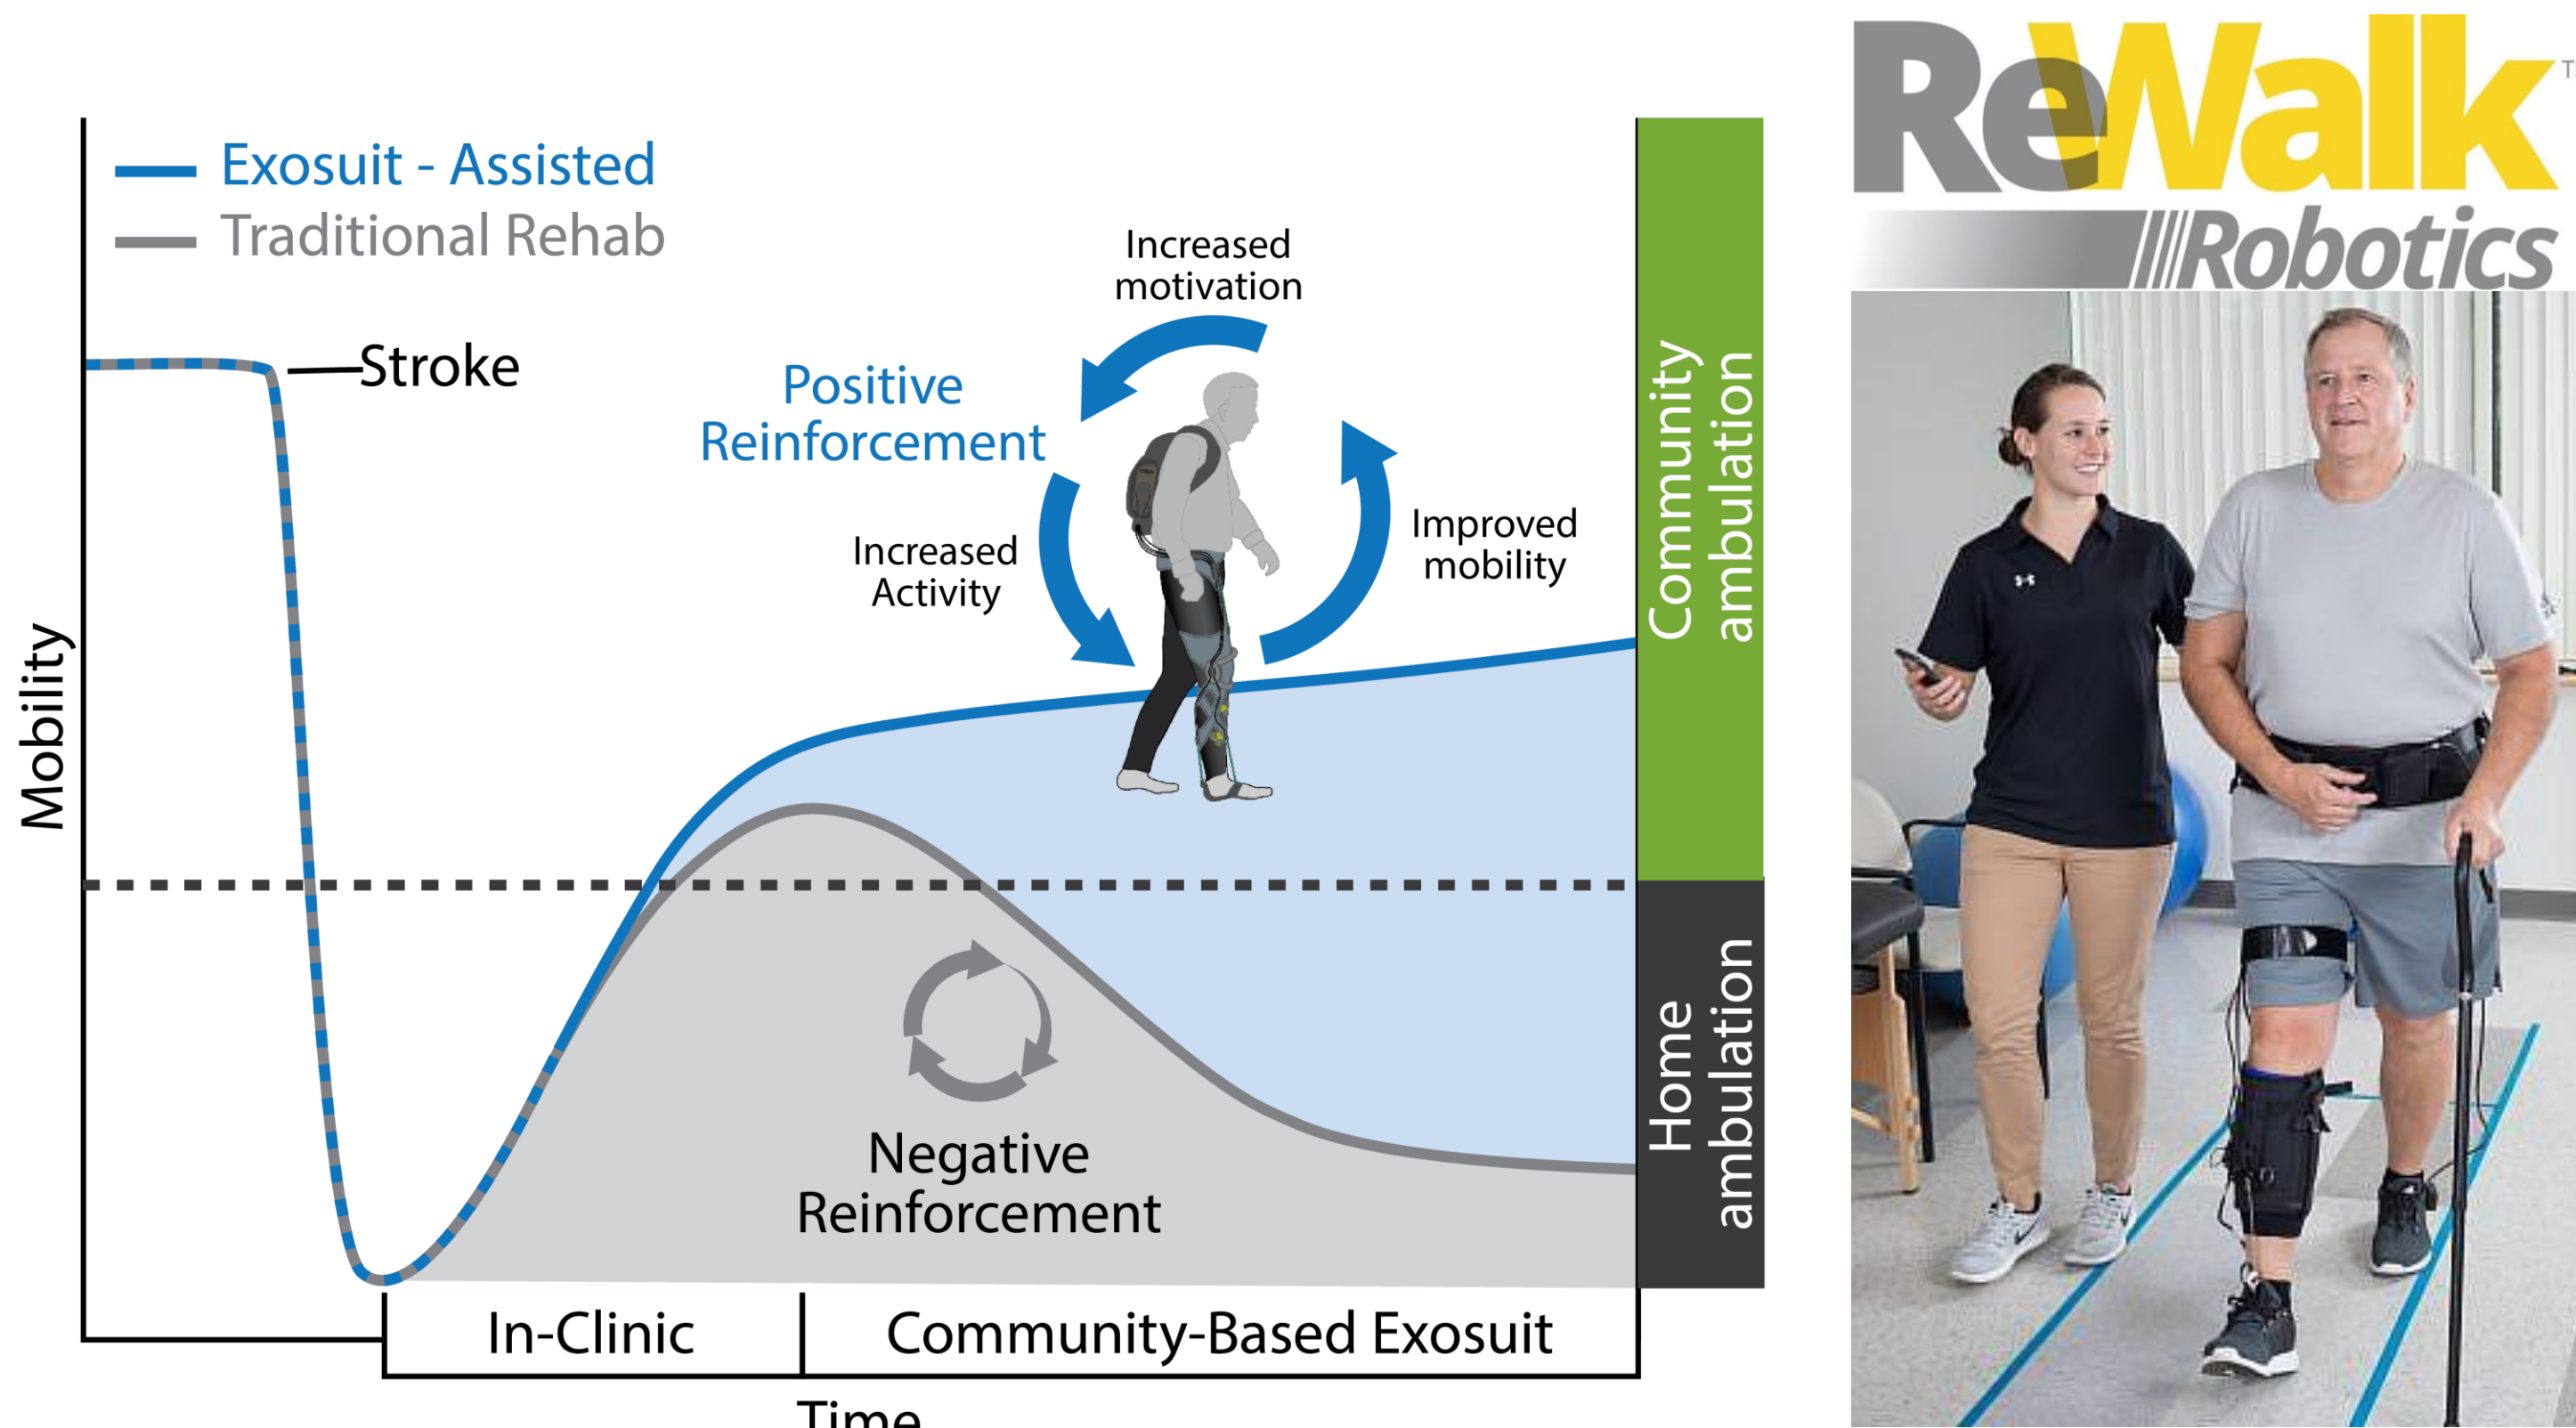 Exosuit - Assisted
Traditional Rehab
Stroke
Increased
motivation
Positive
Reinforcement
Increased
Activity
Improved
mobility
Mobility
Negative
Reinforcement
Community
ambulation
Home
ambulation
In-Clinic
Community-Based Exosuit
Time
ReWalk
Robotics